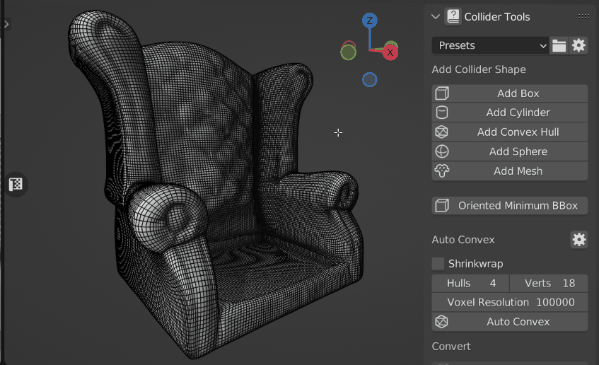 Z
X
Collider Tools
Presets
Add Collider Shape
Add Box
Add Cylinder
Add Convex Hull
Add Sphere
Add Mesh
Oriented Minimum BBox
Auto Convex
Shrinkwrap
Hulls 4 Verts 18
Voxel Resolution 100000
Auto Convex
Convert